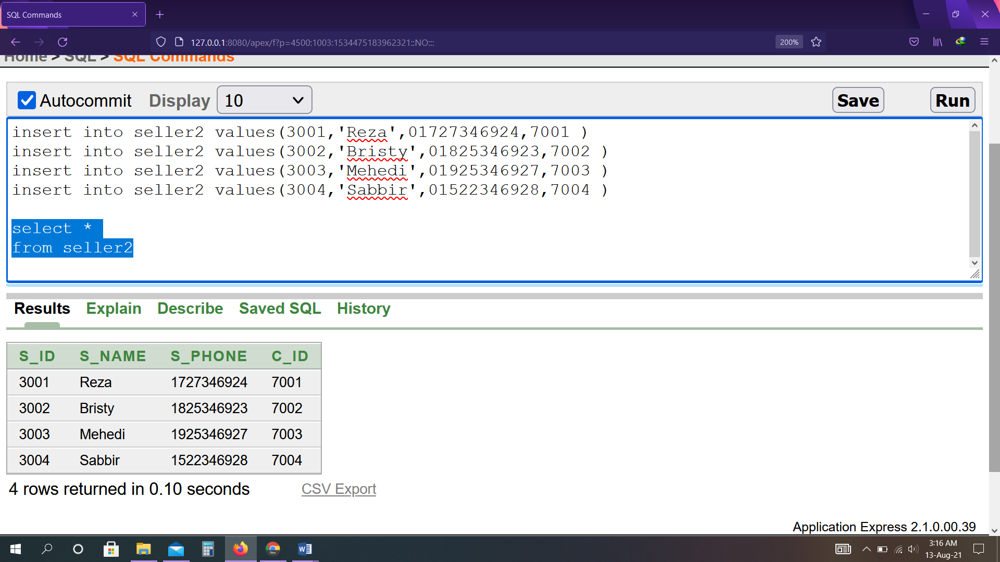 SQL Commands
127.0.0.1:8080/apex/f?p=4500:1003:1534475183962321::NO:::
200%
Home > SQL > SQL Commands
Autocommit Display 10 Save Run
insert into seller2 values(3001,'Reza',01727346924,7001 )
insert into seller2 values(3002,'Bristy',01825346923,7002 )
insert into seller2 values(3003,'Mehedi',01925346927,7003 )
insert into seller2 values(3004,'Sabbir',01522346928,7004 )
select *
from seller2
Results Explain Describe Saved SQL History
S_ID S_NAME S_PHONE C_ID
3001 Reza 1727346924 7001
3002 Bristy 1825346923 7002
3003 Mehedi 1925346927 7003
3004 Sabbir 1522346928 7004
4 rows returned in 0.10 seconds CSV Export
Application Express 2.1.0.00.39
3:16 AM
13-Aug-21